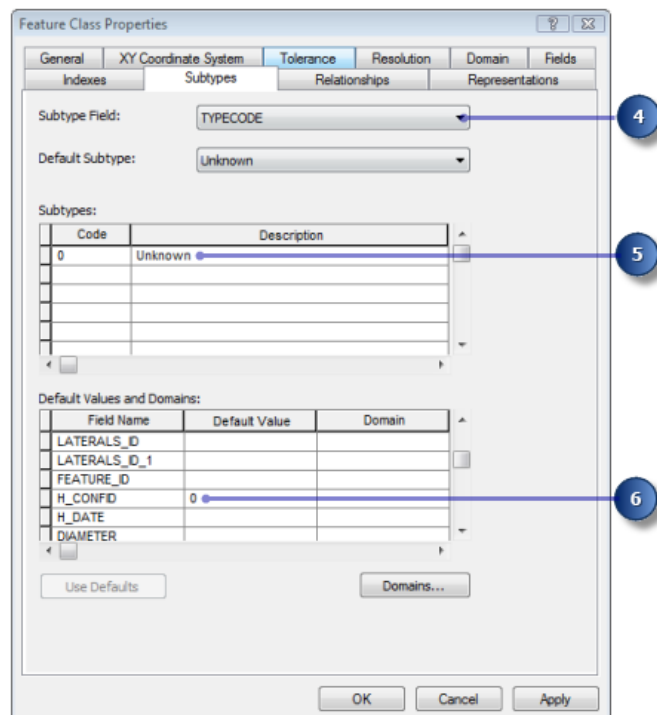 Feature Class Properties
General XY Coordinate System Tolerance Resolution Domain Fields
Indexes Subtypes Relationships Representations
Subtype Field: TYPECODE
4
Default Subtype: Unknown
Subtypes:
Code Description
0 Unknown
5
Default Values and Domains:
Field Name Default Value Domain
LATERALS_ID
LATERALS_ID_1
FEATURE_ID
H_CONFID 0
6
H_DATE
DIAMETER
Use Defaults Domains...
OK Cancel Apply